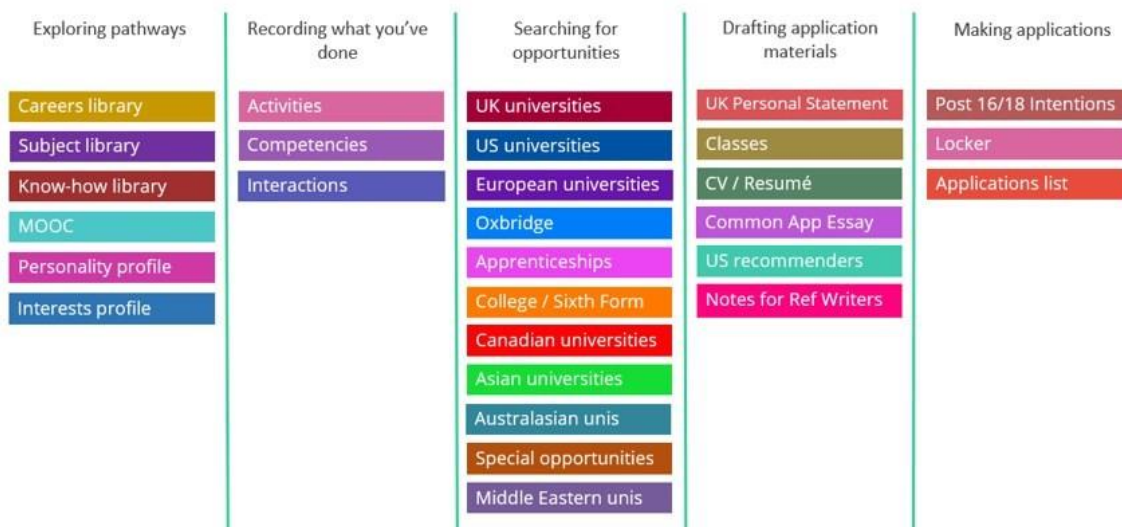 Exploring pathways
Careers library
Subject library
Know-how library
MOOC
Personality profile
Interests profile
Recording what you've
done
Activities
Competencies
Interactions
Searching for
opportunities
UK universities
US universities
European universities
Oxbridge
Apprenticeships
College / Sixth Form
Canadian universities
Asian universities
Australasian unis
Special opportunities
Middle Eastern unis
Drafting application
materials
UK Personal Statement
Classes
CV / Resumé
Common App Essay
US recommenders
Notes for Ref Writers
Making applications
Post 16/18 Intentions
Locker
Applications list